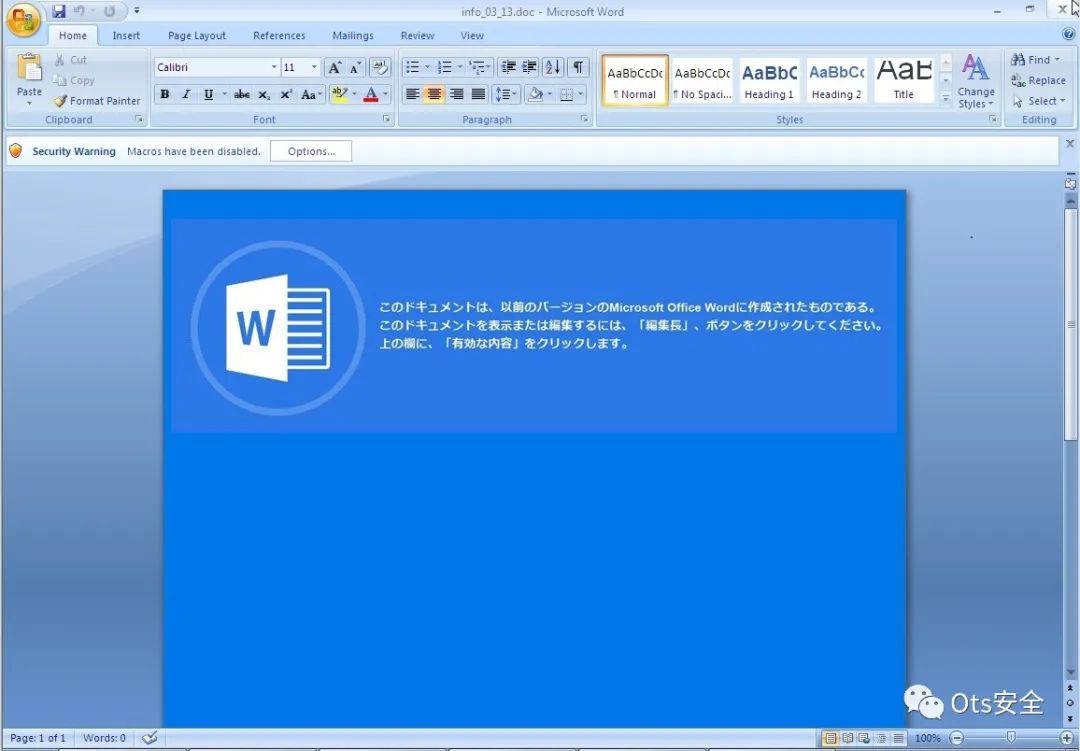 info_03_13.doc - Microsoft Word
Home Insert Page Layout References Mailings Review View
Paste
Cut
Copy
Format Painter
Clipboard
Calibri 11
B I U abe X₂ X² Aa ab A
Font
Paragraph
AaBbCcDc AaBbCcDc AaBbC AaBbCc AaB
¶ Normal ¶ No Spaci... Heading 1 Heading 2 Title
Change Styles
Styles
Find
Replace
Select
Editing
Security Warning Macros have been disabled. Options...
W
このドキュメントは、以前のバージョンのMicrosoft Office Wordに作成されたものである。
このドキュメントを表示または編集するには、「編集長」、ボタンをクリックしてください。
上の欄に、「有効な内容」をクリックします。
Ots安全
Page: 1 of 1 Words: 0 100%